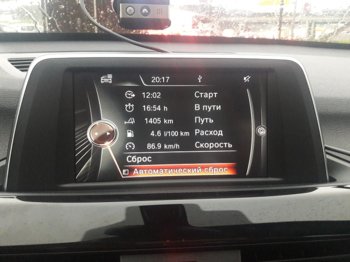 20:17
12:02 Старт
16:54 h В пути
1405 km Путь
4.6 l/100 km Расход
86.9 km/h Скорость
Сброс
Автоматический сброс